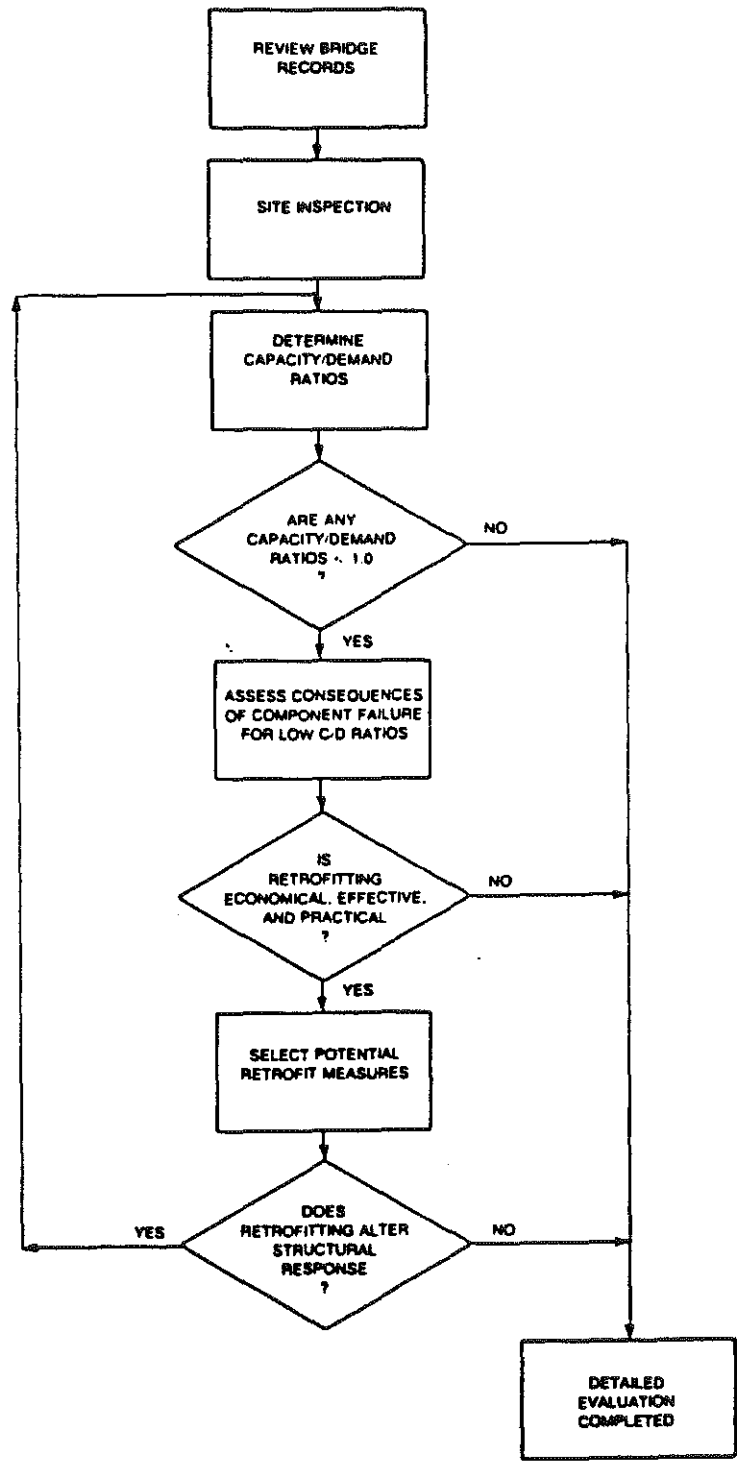 REVIEW BRIDGE
RECORDS
SITE INSPECTION
DETERMINE
CAPACITY/DEMAND
RATIOS
ARE ANY
CAPACITY/DEMAND
RATIOS < 1.0
?
NO
YES
ASSESS CONSEQUENCES
OF COMPONENT FAILURE
FOR LOW C/D RATIOS
IS
RETROFITTING
ECONOMICAL, EFFECTIVE,
AND PRACTICAL
?
NO
YES
SELECT POTENTIAL
RETROFIT MEASURES
DOES
RETROFITTING ALTER
STRUCTURAL
RESPONSE
?
YES
NO
DETAILED
EVALUATION
COMPLETED